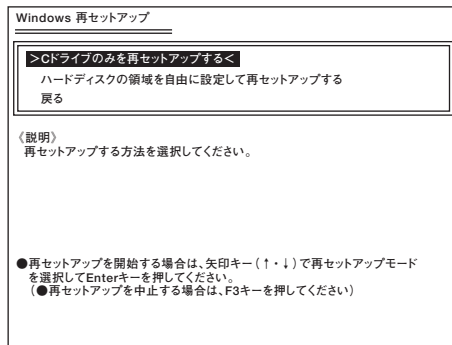 Windows 再セットアップ
＞Cドライブのみを再セットアップする＜
ハードディスクの領域を自由に設定して再セットアップする
戻る
《説明》
再セットアップする方法を選択してください。
●再セットアップを開始する場合は、矢印キー（↑・↓）で再セットアップモード
を選択してEnterキーを押してください。
（●再セットアップを中止する場合は、F3キーを押してください）